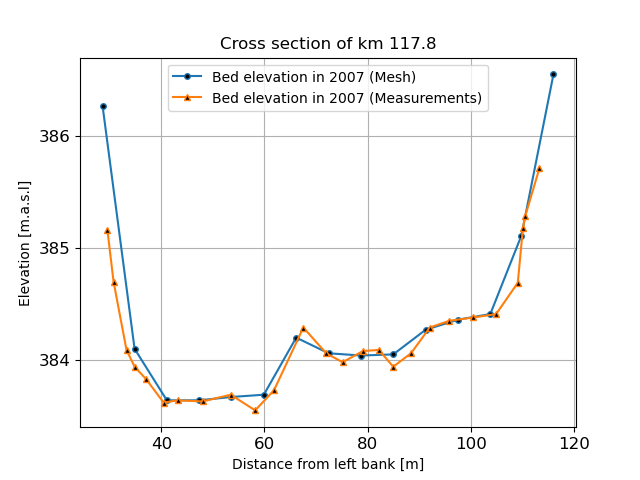 Cross section of km 117.8
Bed elevation in 2007 (Mesh)
Bed elevation in 2007 (Measurements)
386
385
384
Elevation [m.a.s.l]
40
60
80
100
120
Distance from left bank [m]